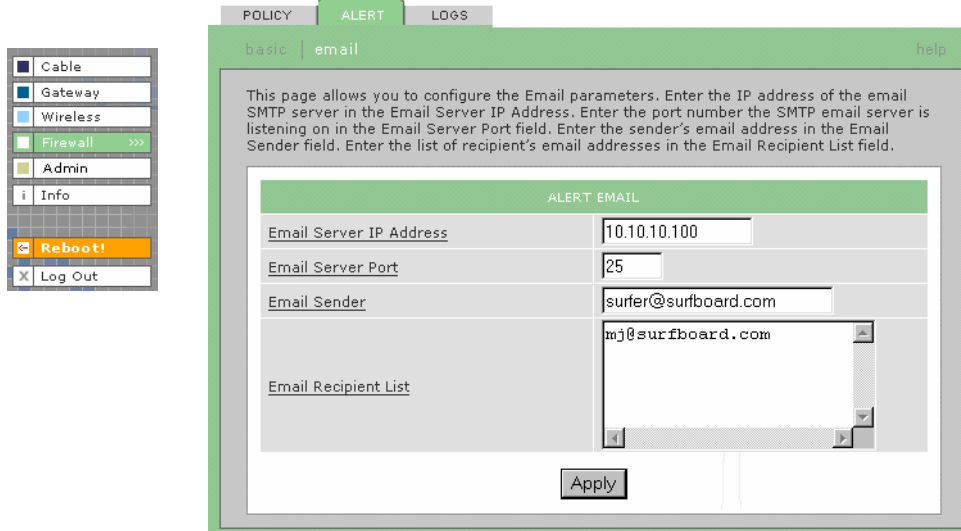 POLICY ALERT LOGS
basic | email help
Cable
Gateway
Wireless
Firewall >>>
Admin
i Info
Reboot!
X Log Out
This page allows you to configure the Email parameters. Enter the IP address of the email
SMTP server in the Email Server IP Address. Enter the port number the SMTP email server is
listening on in the Email Server Port field. Enter the sender's email address in the Email
Sender field. Enter the list of recipient's email addresses in the Email Recipient List field.
ALERT EMAIL
Email Server IP Address 10.10.10.100
Email Server Port 25
Email Sender surfer@surfboard.com
Email Recipient List mj@surfboard.com
Apply